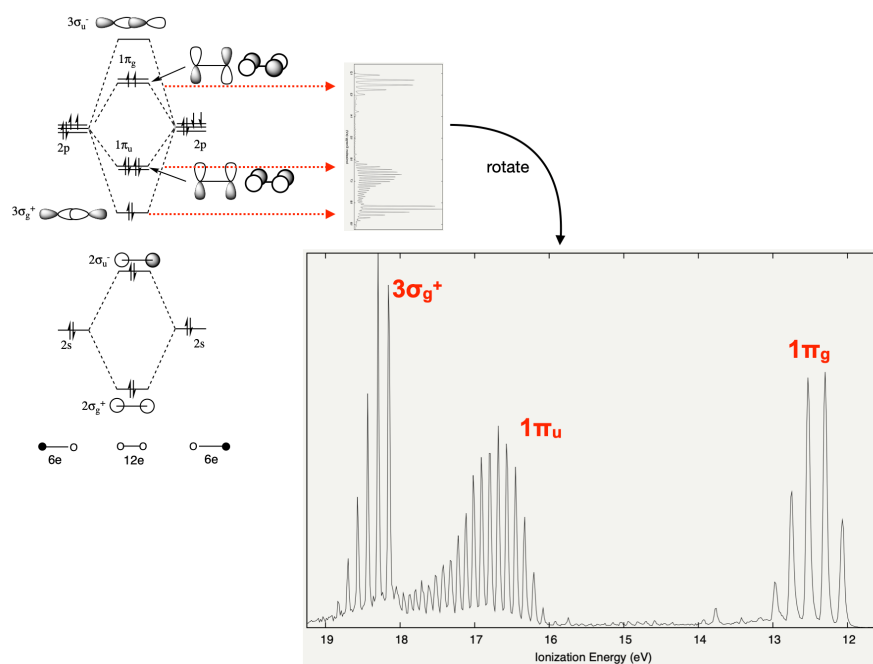 3σu-
1πg
2p
1πu
2p
3σg+
rotate
2σu-
2s
2s
2σg+
6e
12e
6e
3σg+
1πg
1πu
19
18
17
16
15
14
13
12
Ionization Energy (eV)